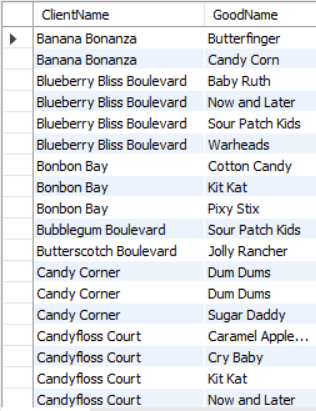 ClientName GoodName
Banana Bonanza Butterfinger
Banana Bonanza Candy Corn
Blueberry Bliss Boulevard Baby Ruth
Blueberry Bliss Boulevard Now and Later
Blueberry Bliss Boulevard Sour Patch Kids
Blueberry Bliss Boulevard Warheads
Bonbon Bay Cotton Candy
Bonbon Bay Kit Kat
Bonbon Bay Pixy Stix
Bubblegum Boulevard Sour Patch Kids
Butterscotch Boulevard Jolly Rancher
Candy Corner Dum Dums
Candy Corner Dum Dums
Candy Corner Sugar Daddy
Candyfloss Court Caramel Apple...
Candyfloss Court Cry Baby
Candyfloss Court Kit Kat
Candyfloss Court Now and Later